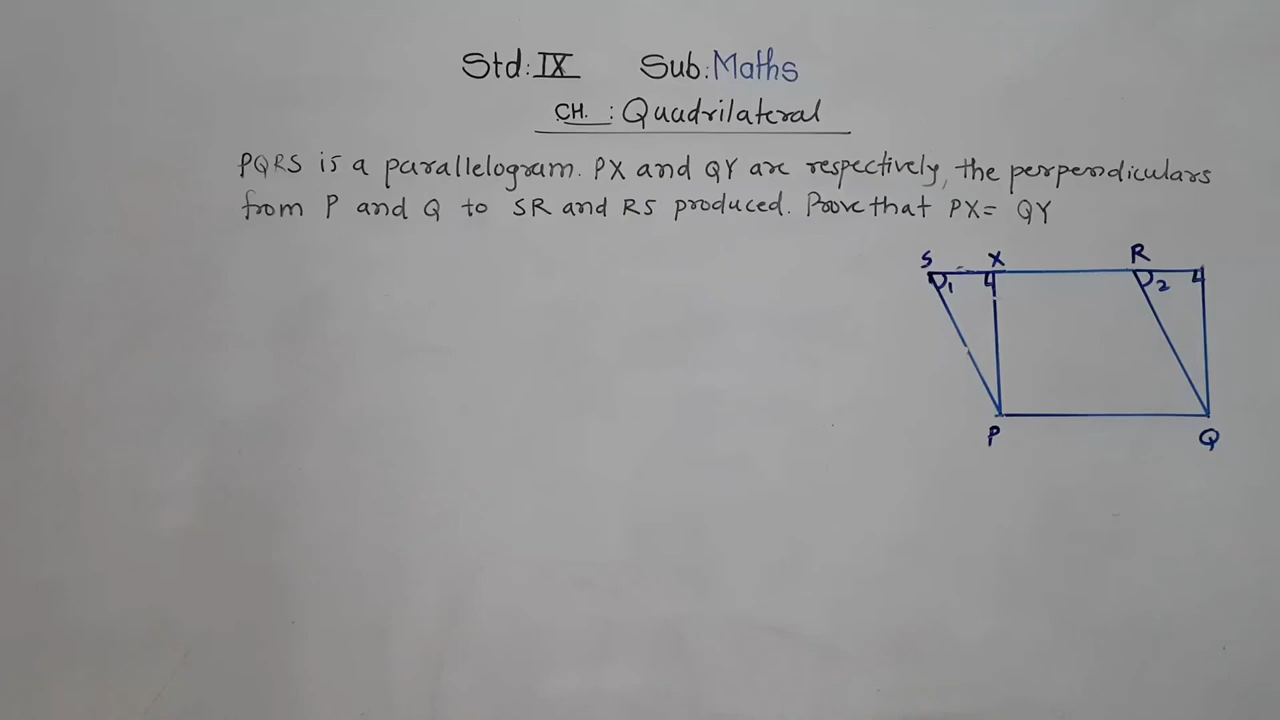 Std: IX Sub: Maths
CH. : Quadrilateral
PQRS is a parallelogram. PX and QY are respectively, the perpendiculars
from P and Q to SR and RS produced. Prove that PX= QY
S X R
1 2
P Q